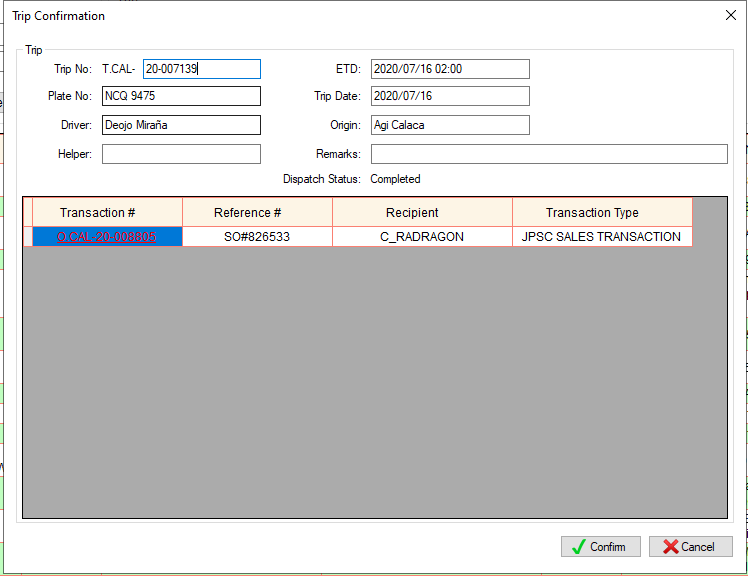 Trip Confirmation
Trip
Trip No: T.CAL- 20-007139 ETD: 2020/07/16 02:00
Plate No: NCQ 9475 Trip Date: 2020/07/16
Driver: Deojo Miraña Origin: Agi Calaca
Helper: Remarks:
Dispatch Status: Completed
Transaction # Reference # Recipient Transaction Type
O.CAL-20-008805 SO#826533 C_RADRAGON JPSC SALES TRANSACTION
Confirm Cancel